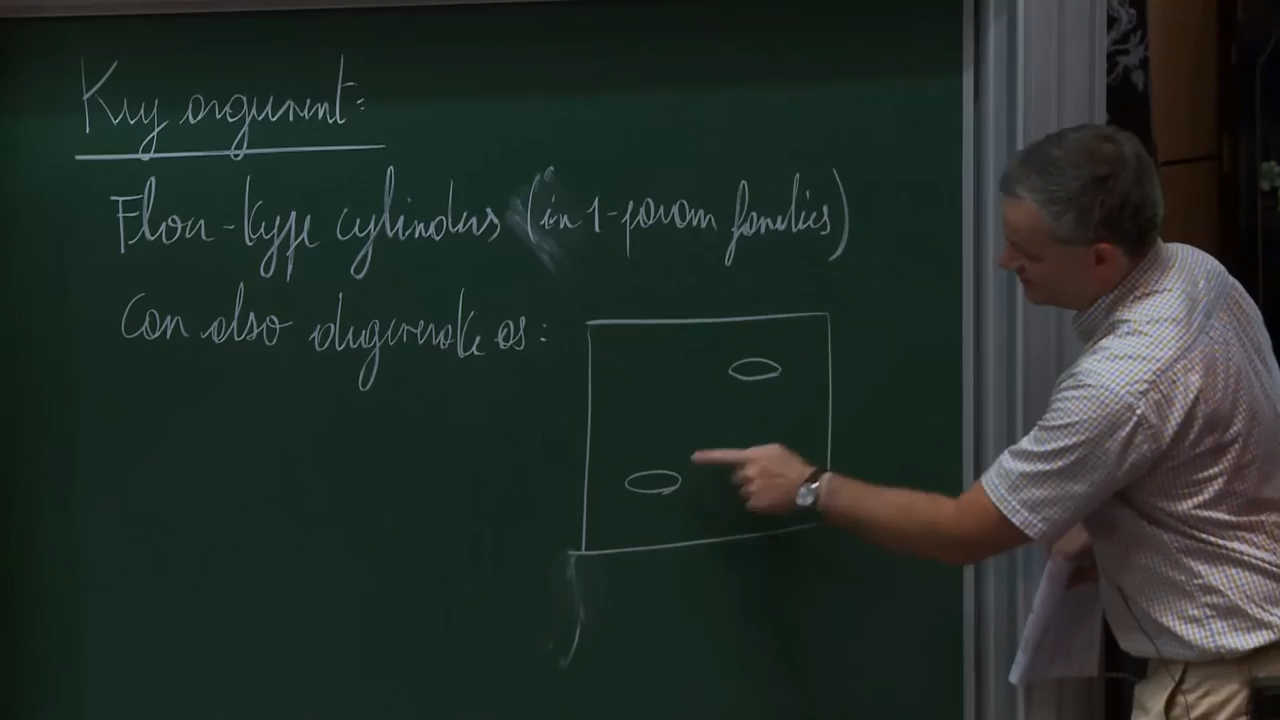 Key argument:
Floer-type cylinders (in 1-param families)
Can also degenerate as: